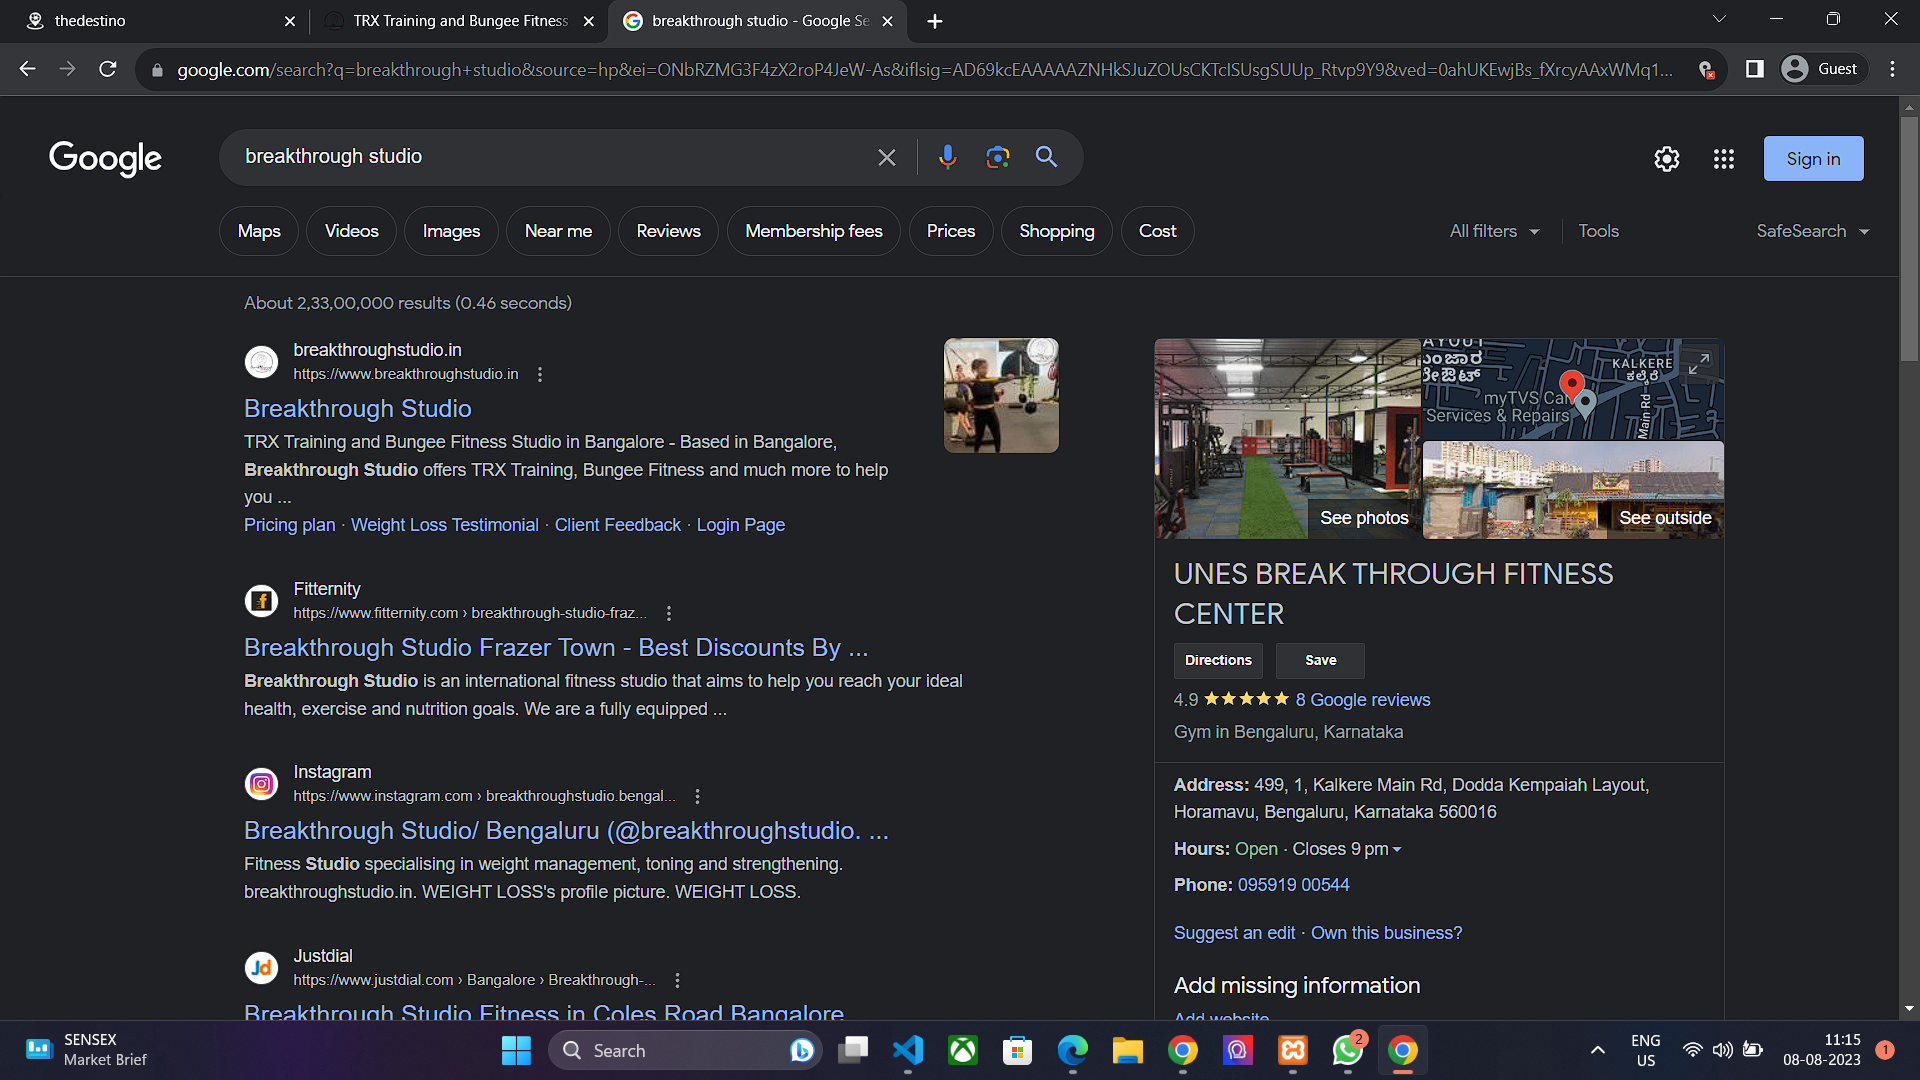 thedestino
TRX Training and Bungee Fitness
breakthrough studio - Google Se
google.com/search?q=breakthrough+studio&source=hp&ei=ONbRZMG3F4zX2roP4JeW-As&iflsig=AD69kcEAAAAAZNHkSJuZOUsCKTcISUsgSUUp_Rtvp9Y9&ved=0ahUKEwjBs_fXrcyAAxWMq1...
Guest
Google
breakthrough studio
Sign in
Maps
Videos
Images
Near me
Reviews
Membership fees
Prices
Shopping
Cost
All filters
Tools
SafeSearch
About 2,33,00,000 results (0.46 seconds)
breakthroughstudio.in
https://www.breakthroughstudio.in
Breakthrough Studio
TRX Training and Bungee Fitness Studio in Bangalore - Based in Bangalore,
Breakthrough Studio offers TRX Training, Bungee Fitness and much more to help
you ...
Pricing plan · Weight Loss Testimonial · Client Feedback · Login Page
Fitternity
https://www.fitternity.com › breakthrough-studio-fraz...
Breakthrough Studio Frazer Town - Best Discounts By ...
Breakthrough Studio is an international fitness studio that aims to help you reach your ideal
health, exercise and nutrition goals. We are a fully equipped ...
Instagram
https://www.instagram.com › breakthroughstudio.bengal...
Breakthrough Studio/ Bengaluru (@breakthroughstudio. ...
Fitness Studio specialising in weight management, toning and strengthening.
breakthroughstudio.in. WEIGHT LOSS's profile picture. WEIGHT LOSS.
Jd
Justdial
https://www.justdial.com › Bangalore › Breakthrough-...
Breakthrough Studio Fitness in Coles Road Bangalore
KALKERE
ಕಲ್ಕೆರೆ
myTVS Car
Services & Repairs
Main Rd
See photos
See outside
UNES BREAK THROUGH FITNESS
CENTER
Directions
Save
4.9
8 Google reviews
Gym in Bengaluru, Karnataka
Address: 499, 1, Kalkere Main Rd, Dodda Kempaiah Layout,
Horamavu, Bengaluru, Karnataka 560016
Hours: Open · Closes 9 pm
Phone: 095919 00544
Suggest an edit · Own this business?
Add missing information
Add website
SENSEX
Market Brief
Search
2
ENG
US
11:15
08-08-2023
1